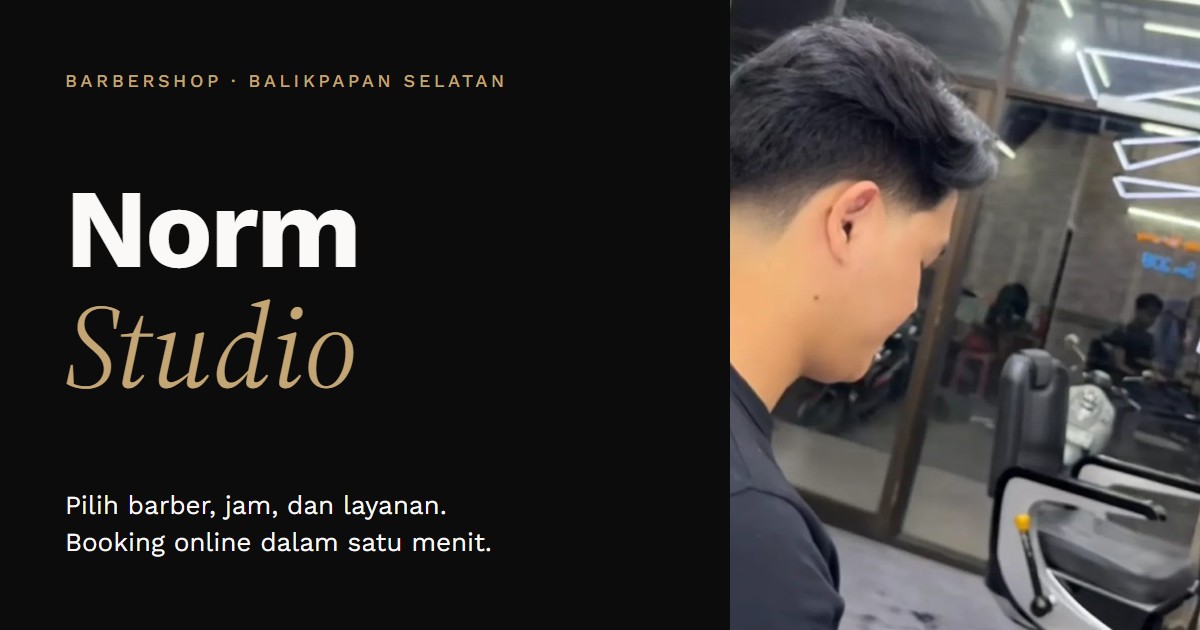 BARBERSHOP · BALIKPAPAN SELATAN
Norm
Studio
Pilih barber, jam, dan layanan.
Booking online dalam satu menit.